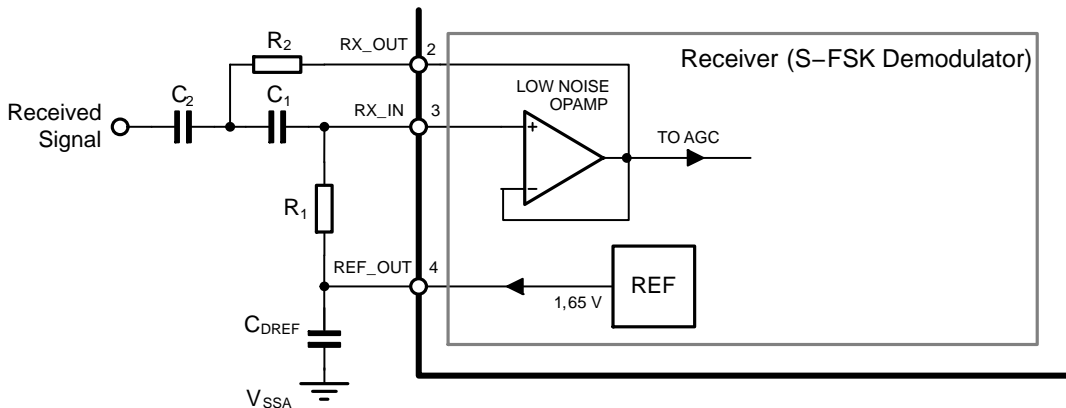 R2
RX_OUT
2
Receiver (S−FSK Demodulator)
C2
C1
RX_IN
3
LOW NOISE
OPAMP
Received
Signal
+
−
TO AGC
R1
REF_OUT
4
1,65 V
REF
CDREF
VSSA